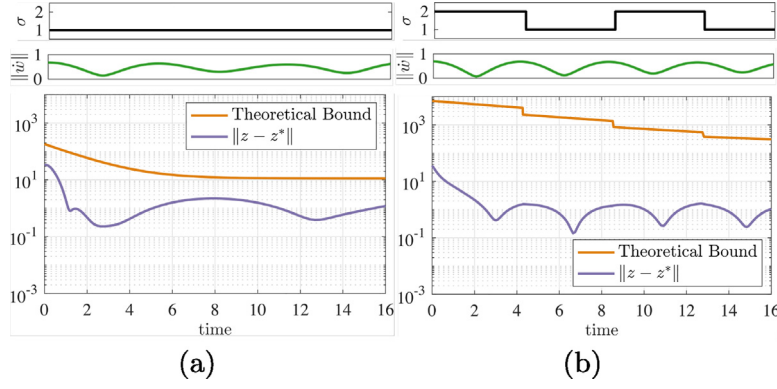 σ
2
1
‖ẇ‖
1
0
10³
10¹
10⁻¹
10⁻³
Theoretical Bound
‖z − z*‖
0 2 4 6 8 10 12 14 16
time
(a)
σ
2
1
‖ẇ‖
1
0
10³
10¹
10⁻¹
10⁻³
Theoretical Bound
‖z − z*‖
0 2 4 6 8 10 12 14 16
time
(b)